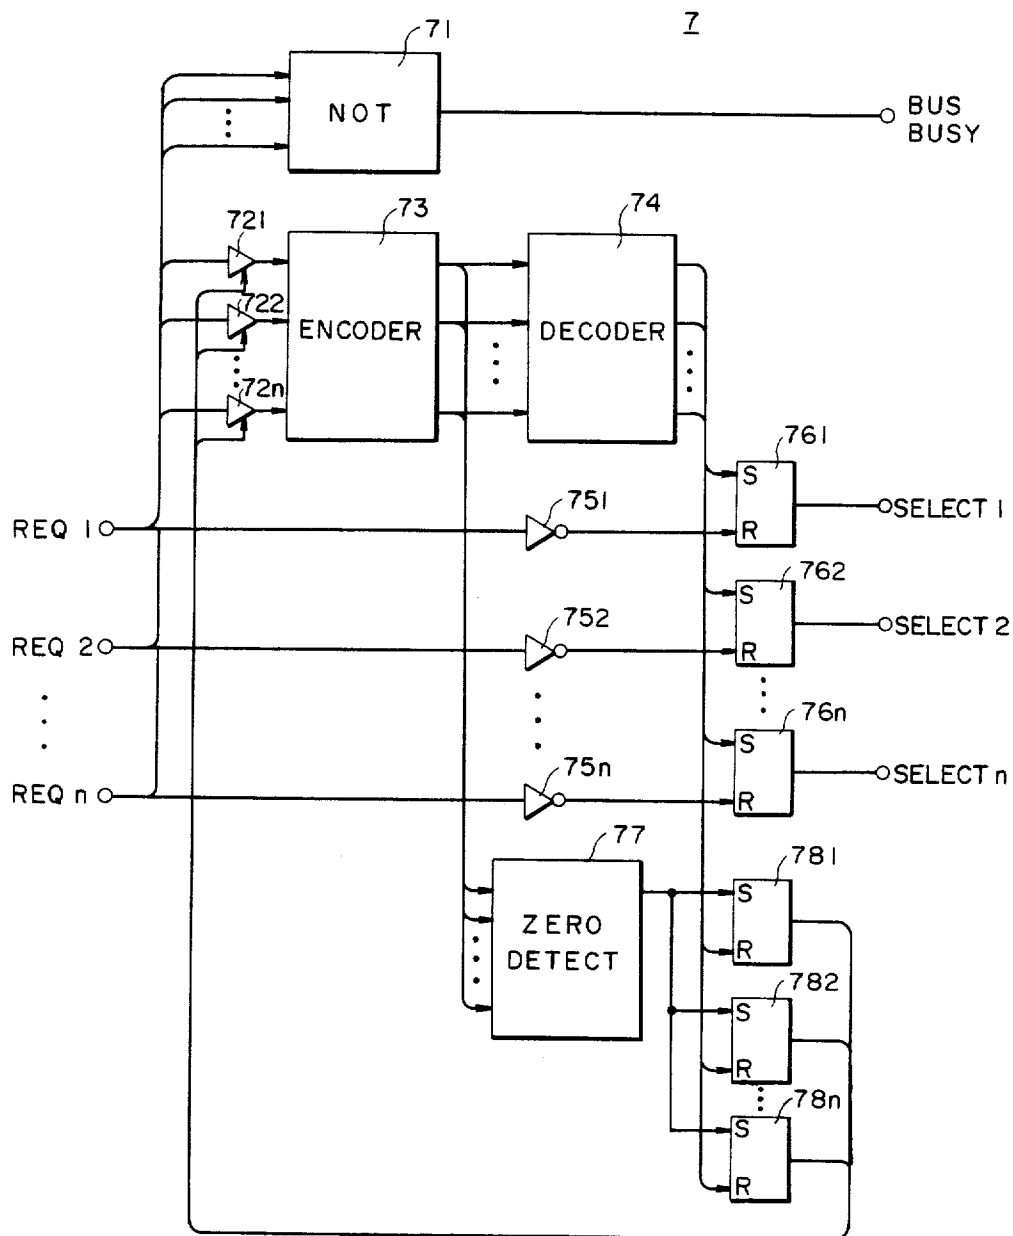 7
71
NOT
BUS
BUSY
721
73
74
722
ENCODER
DECODER
72n
761
S
751
REQ 1
SELECT 1
R
762
S
752
REQ 2
SELECT 2
R
76n
S
75n
REQ n
SELECT n
R
77
781
S
ZERO
DETECT
R
782
S
R
78n
S
R